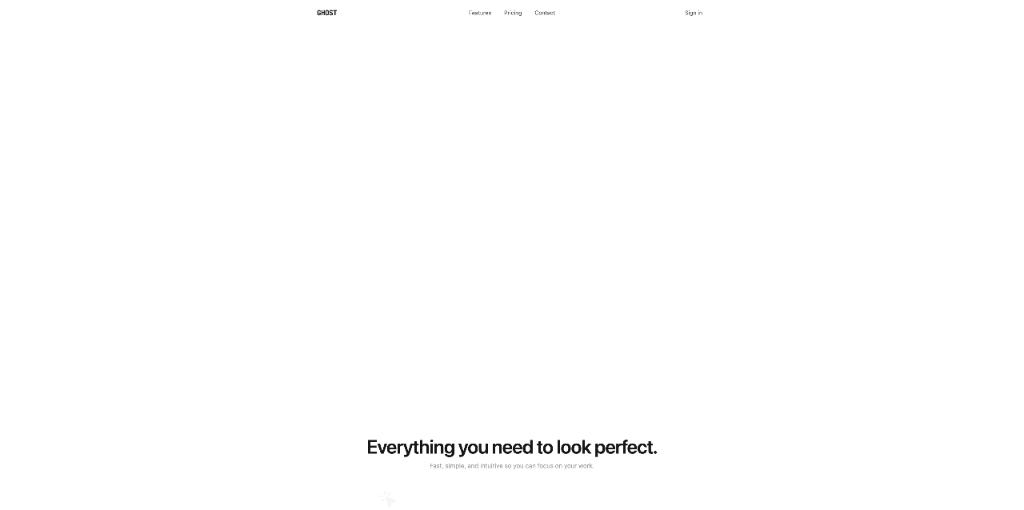 GHOST
Features
Pricing
Contact
Sign in
Everything you need to look perfect.
Fast, simple, and intuitive so you can focus on your work.